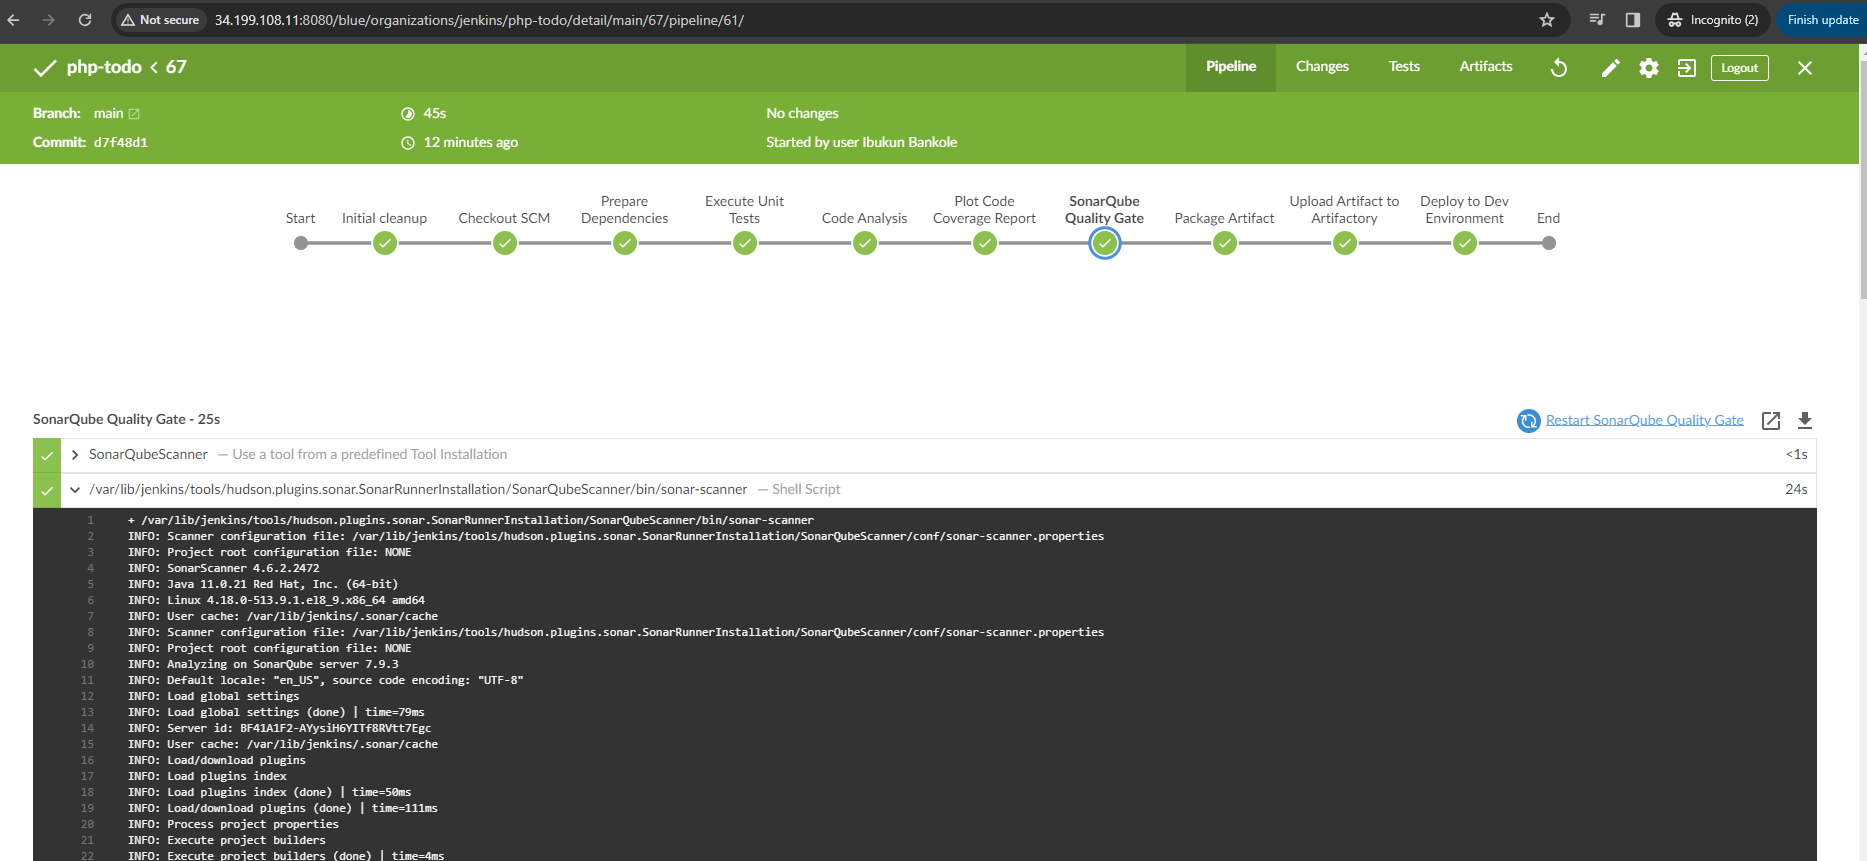 Not secure 34.199.108.11:8080/blue/organizations/jenkins/php-todo/detail/main/67/pipeline/61/ Incognito (2) Finish update
php-todo < 67 Pipeline Changes Tests Artifacts Logout
Branch: main 45s No changes
Commit: d7f48d1 12 minutes ago Started by user Ibukun Bankole
Start
Initial cleanup
Checkout SCM
Prepare
Dependencies
Execute Unit
Tests
Code Analysis
Plot Code
Coverage Report
SonarQube
Quality Gate
Package Artifact
Upload Artifact to
Artifactory
Deploy to Dev
Environment
End
SonarQube Quality Gate - 25s Restart SonarQube Quality Gate
SonarQubeScanner — Use a tool from a predefined Tool Installation <1s
/var/lib/jenkins/tools/hudson.plugins.sonar.SonarRunnerInstallation/SonarQubeScanner/bin/sonar-scanner — Shell Script 24s
1 + /var/lib/jenkins/tools/hudson.plugins.sonar.SonarRunnerInstallation/SonarQubeScanner/bin/sonar-scanner
2 INFO: Scanner configuration file: /var/lib/jenkins/tools/hudson.plugins.sonar.SonarRunnerInstallation/SonarQubeScanner/conf/sonar-scanner.properties
3 INFO: Project root configuration file: NONE
4 INFO: SonarScanner 4.6.2.2472
5 INFO: Java 11.0.21 Red Hat, Inc. (64-bit)
6 INFO: Linux 4.18.0-513.9.1.el8_9.x86_64 amd64
7 INFO: User cache: /var/lib/jenkins/.sonar/cache
8 INFO: Scanner configuration file: /var/lib/jenkins/tools/hudson.plugins.sonar.SonarRunnerInstallation/SonarQubeScanner/conf/sonar-scanner.properties
9 INFO: Project root configuration file: NONE
10 INFO: Analyzing on SonarQube server 7.9.3
11 INFO: Default locale: "en_US", source code encoding: "UTF-8"
12 INFO: Load global settings
13 INFO: Load global settings (done) | time=79ms
14 INFO: Server id: BF41A1F2-AYysiH6YITf8RVtt7Egc
15 INFO: User cache: /var/lib/jenkins/.sonar/cache
16 INFO: Load/download plugins
17 INFO: Load plugins index
18 INFO: Load plugins index (done) | time=50ms
19 INFO: Load/download plugins (done) | time=111ms
20 INFO: Process project properties
21 INFO: Execute project builders
22 INFO: Execute project builders (done) | time=4ms